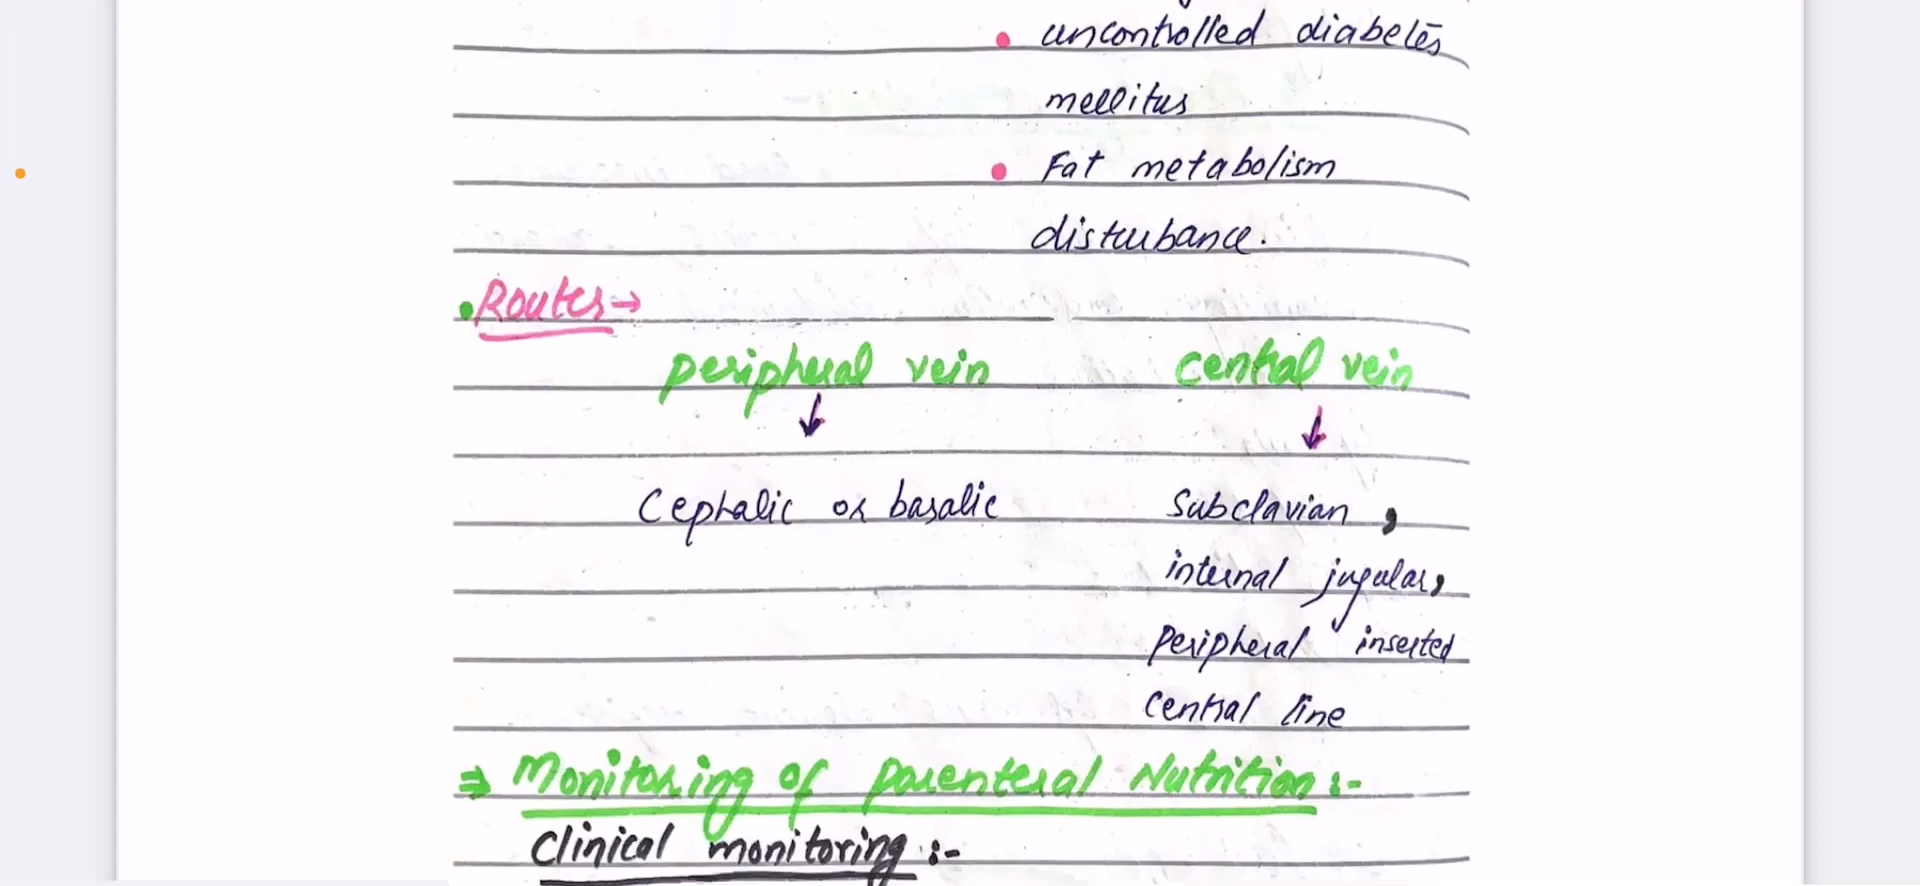 • uncontrolled diabetes
mellitus
• Fat metabolism
disturbance.
• Routes →
peripheral vein central vein
↓ ↓
Cephalic or basalic Subclavian ,
internal jugular,
peripheral inserted
central line
⇒ Monitoring of parenteral Nutrition :-
Clinical monitoring :-